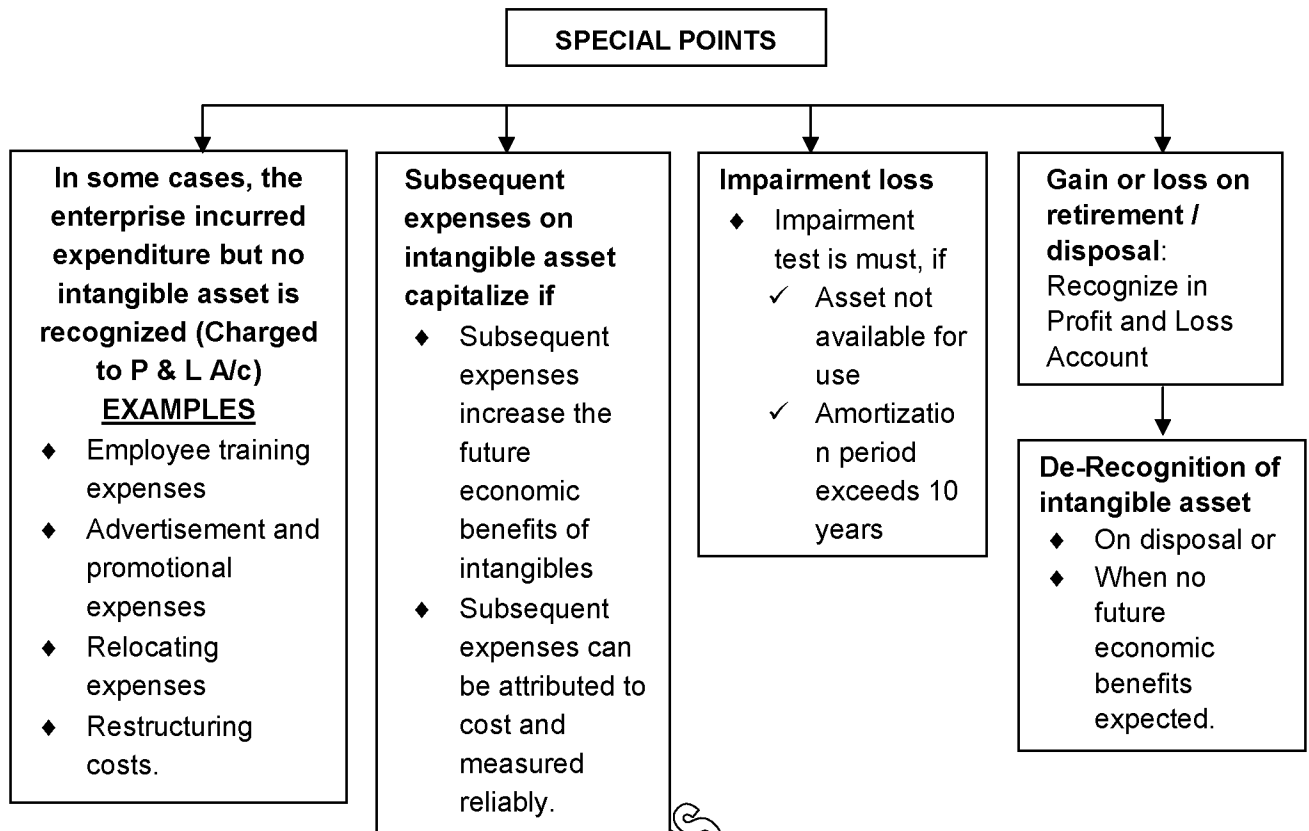 SPECIAL POINTS
In some cases, the
enterprise incurred
expenditure but no
intangible asset is
recognized (Charged
to P & L A/c)
EXAMPLES
♦ Employee training
expenses
♦ Advertisement and
promotional
expenses
♦ Relocating
expenses
♦ Restructuring
costs.
Subsequent
expenses on
intangible asset
capitalize if
♦ Subsequent
expenses
increase the
future
economic
benefits of
intangibles
♦ Subsequent
expenses can
be attributed to
cost and
measured
reliably.
Impairment loss
♦ Impairment
test is must, if
✓ Asset not
available for
use
✓ Amortizatio
n period
exceeds 10
years
Gain or loss on
retirement /
disposal:
Recognize in
Profit and Loss
Account
De-Recognition of
intangible asset
♦ On disposal or
♦ When no
future
economic
benefits
expected.